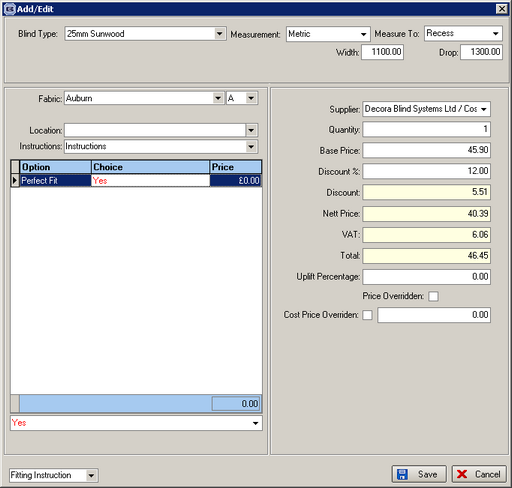 Add/Edit
Blind Type: 25mm Sunwood Measurement: Metric Measure To: Recess
Width: 1100.00 Drop: 1300.00
Fabric: Auburn A
Location:
Instructions: Instructions
Option Choice Price
Perfect Fit Yes £0.00
0.00
Yes
Supplier: Decora Blind Systems Ltd / Cos
Quantity: 1
Base Price: 45.90
Discount %: 12.00
Discount: 5.51
Nett Price: 40.39
VAT: 6.06
Total: 46.45
Uplift Percentage: 0.00
Price Overridden:
Cost Price Overriden: 0.00
Fitting Instruction Save Cancel